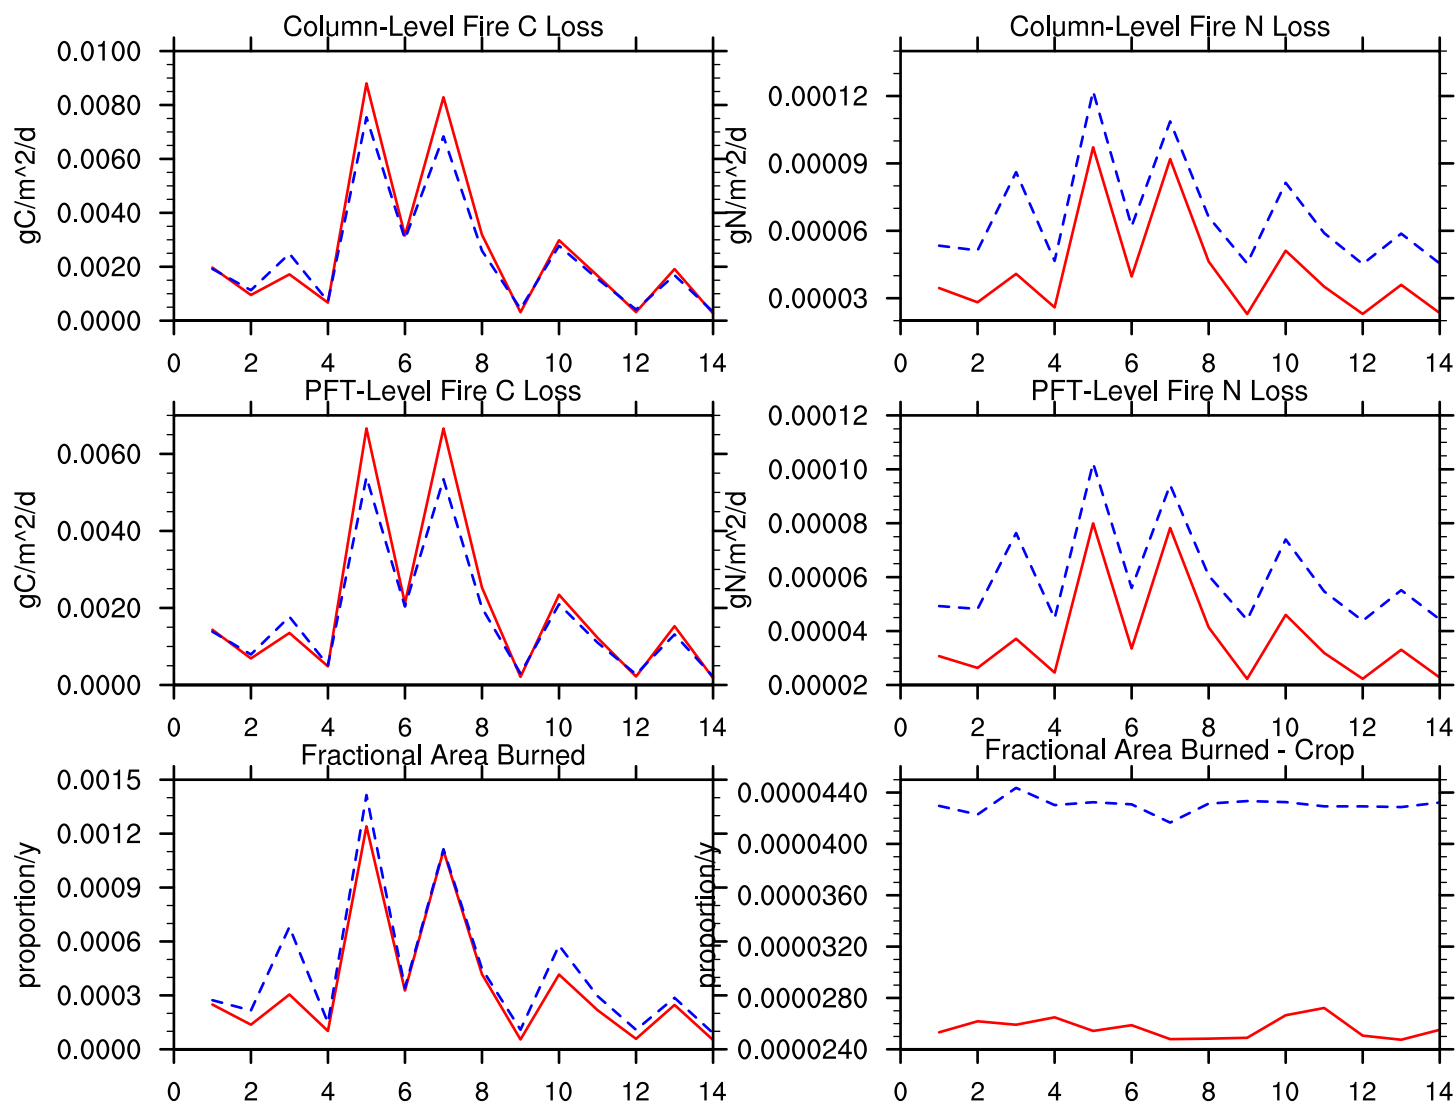 Column-Level Fire C Loss
gC/m^2/d
0.0100
0.0080
0.0060
0.0040
0.0020
0.0000
0 2 4 6 8 10 12 14
Column-Level Fire N Loss
gN/m^2/d
0.00012
0.00009
0.00006
0.00003
0 2 4 6 8 10 12 14
PFT-Level Fire C Loss
gC/m^2/d
0.0060
0.0040
0.0020
0.0000
0 2 4 6 8 10 12 14
PFT-Level Fire N Loss
gN/m^2/d
0.00012
0.00010
0.00008
0.00006
0.00004
0.00002
0 2 4 6 8 10 12 14
Fractional Area Burned
proportion/y
0.0015
0.0012
0.0009
0.0006
0.0003
0.0000
0 2 4 6 8 10 12 14
Fractional Area Burned - Crop
proportion/y
0.0000440
0.0000400
0.0000360
0.0000320
0.0000280
0.0000240
0 2 4 6 8 10 12 14